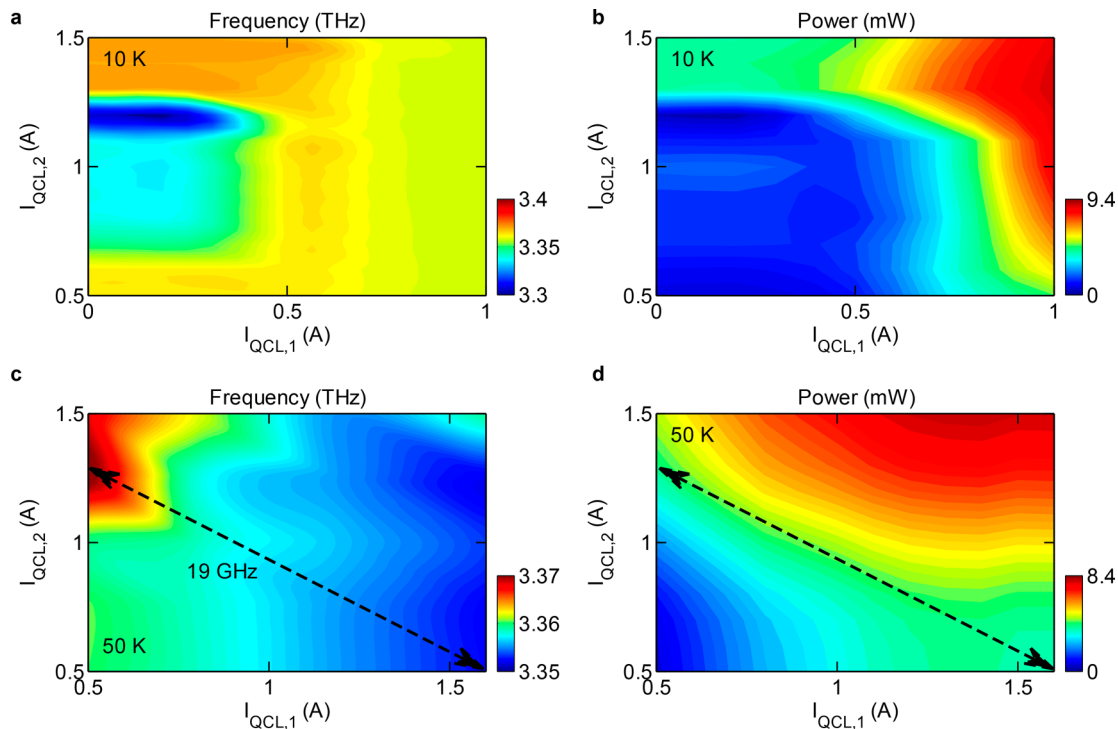 a
Frequency (THz)
10 K
1.5
1
0.5
I_QCL,2 (A)
0
0.5
1
I_QCL,1 (A)
3.4
3.35
3.3
b
Power (mW)
10 K
1.5
1
0.5
I_QCL,2 (A)
0
0.5
1
I_QCL,1 (A)
9.4
0
c
Frequency (THz)
1.5
1
0.5
I_QCL,2 (A)
19 GHz
50 K
0.5
1
1.5
I_QCL,1 (A)
3.37
3.36
3.35
d
Power (mW)
50 K
1.5
1
0.5
I_QCL,2 (A)
0.5
1
1.5
I_QCL,1 (A)
8.4
0